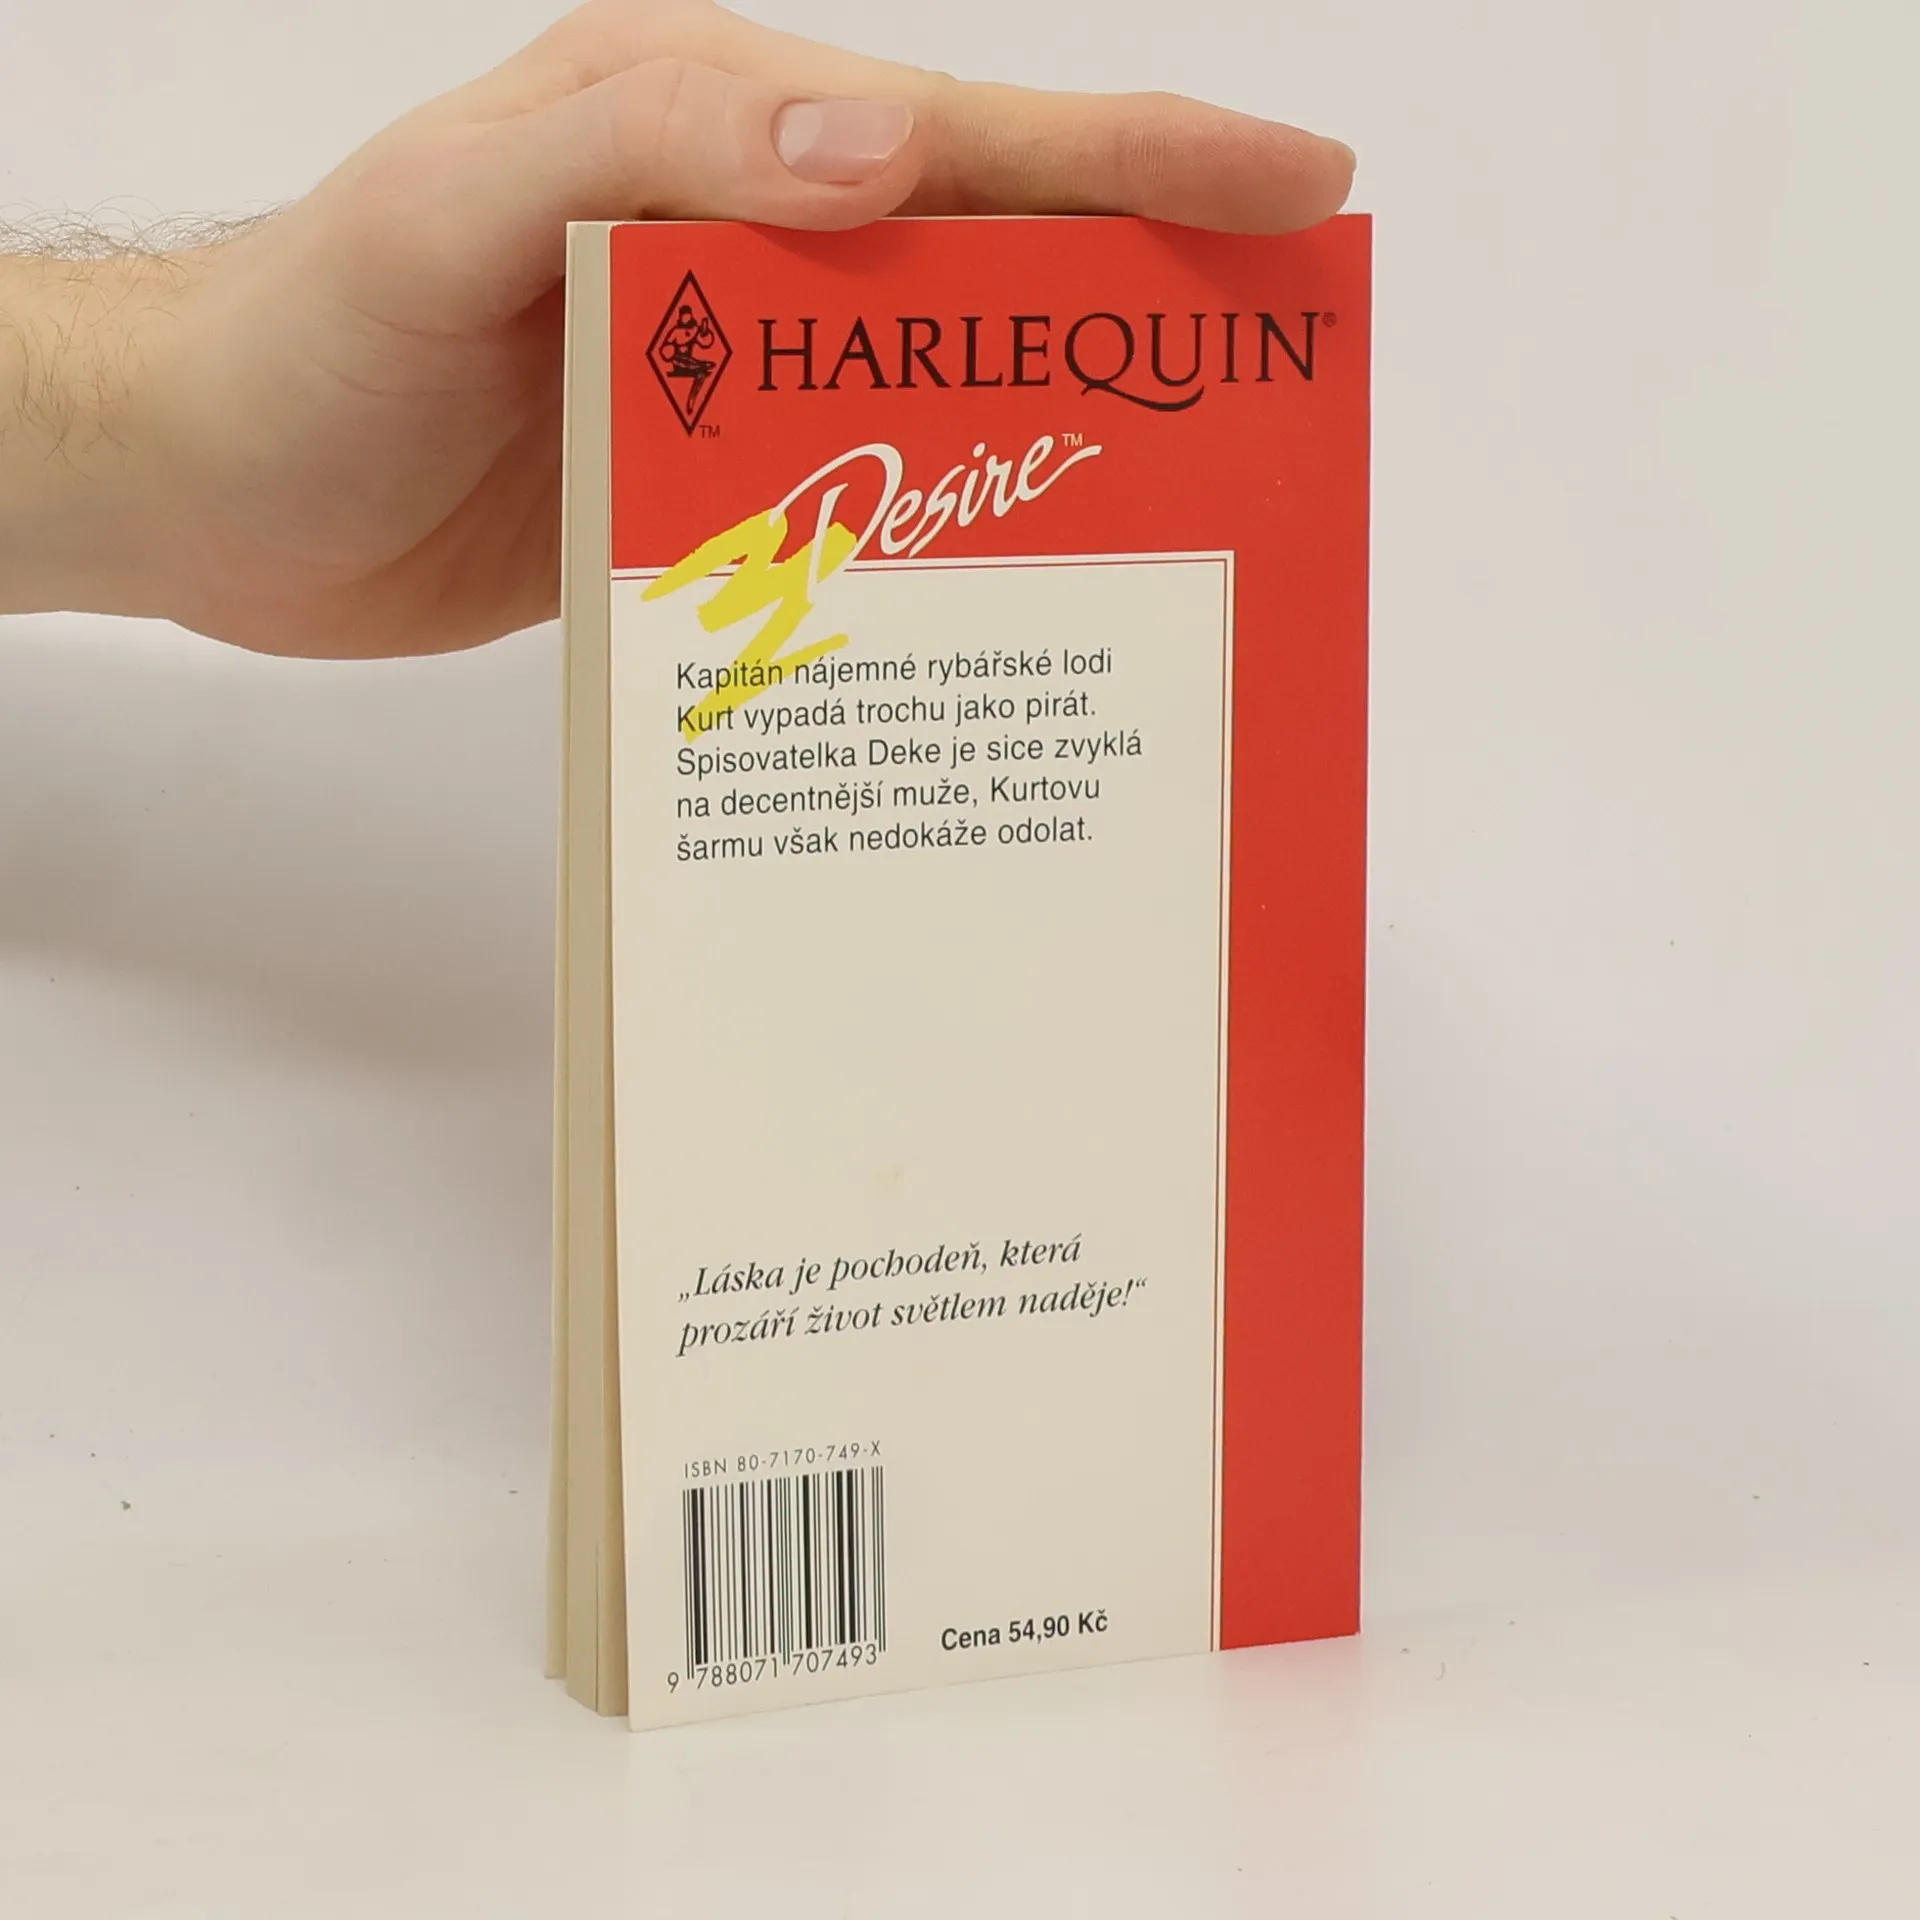 HARLEQUIN®
TM
Desire™
Kapitán nájemné rybářské lodi
Kurt vypadá trochu jako pirát.
Spisovatelka Deke je sice zvyklá
na decentnější muže, Kurtovu
šarmu však nedokáže odolat.
„Láska je pochodeň, která
prozáří život světlem naděje!“
ISBN 80-7170-749-X
9 788071 707493
Cena 54,90 Kč